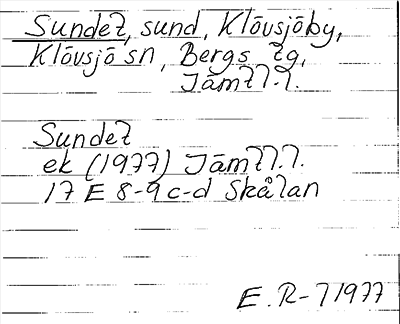 Sundet, sund, Klövsjöby,
Klövsjö sn, Bergs tg,
Jämtl.l.
Sundet
ek (1977) Jämtl.l.
17 E 8-9 c-d Skålan
E. R-7 1977